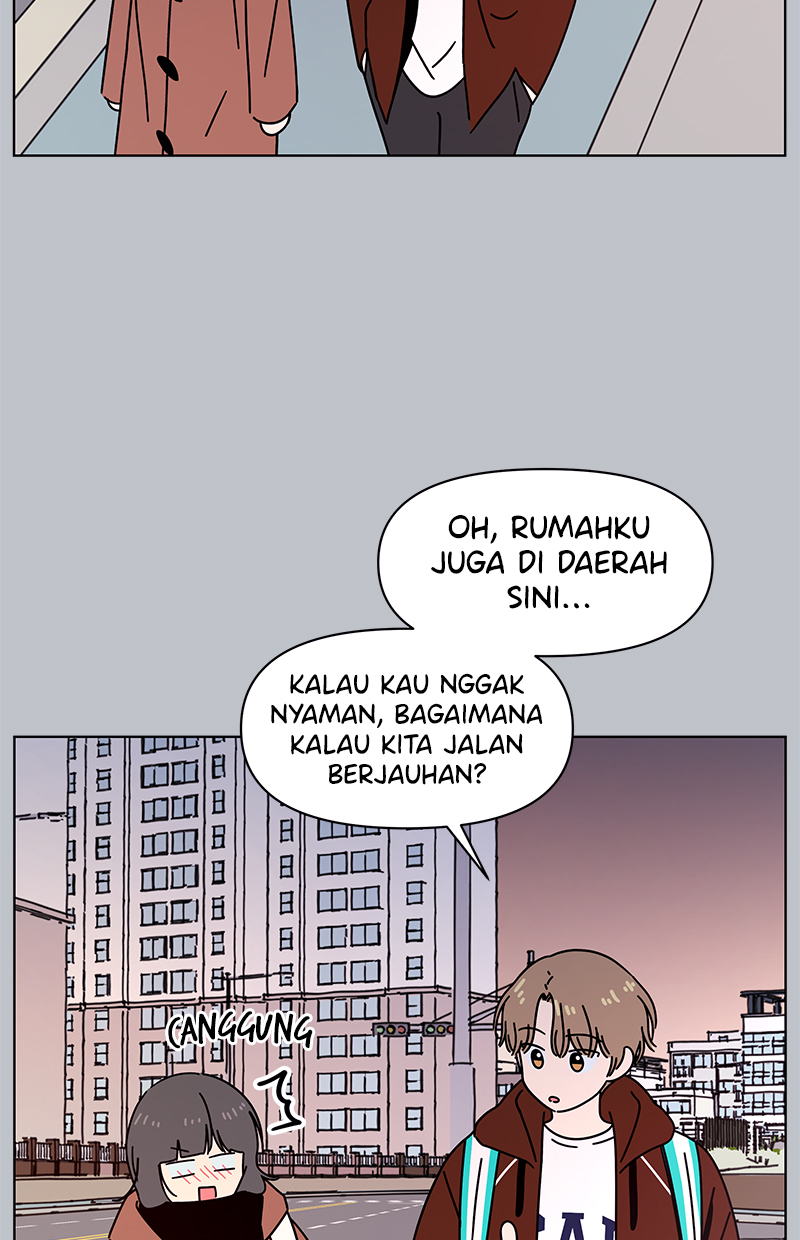 OH, RUMAHKU
JUGA DI DAERAH
SINI...
KALAU KAU NGGAK
NYAMAN, BAGAIMANA
KALAU KITA JALAN
BERJAUHAN?
CANGGUNG